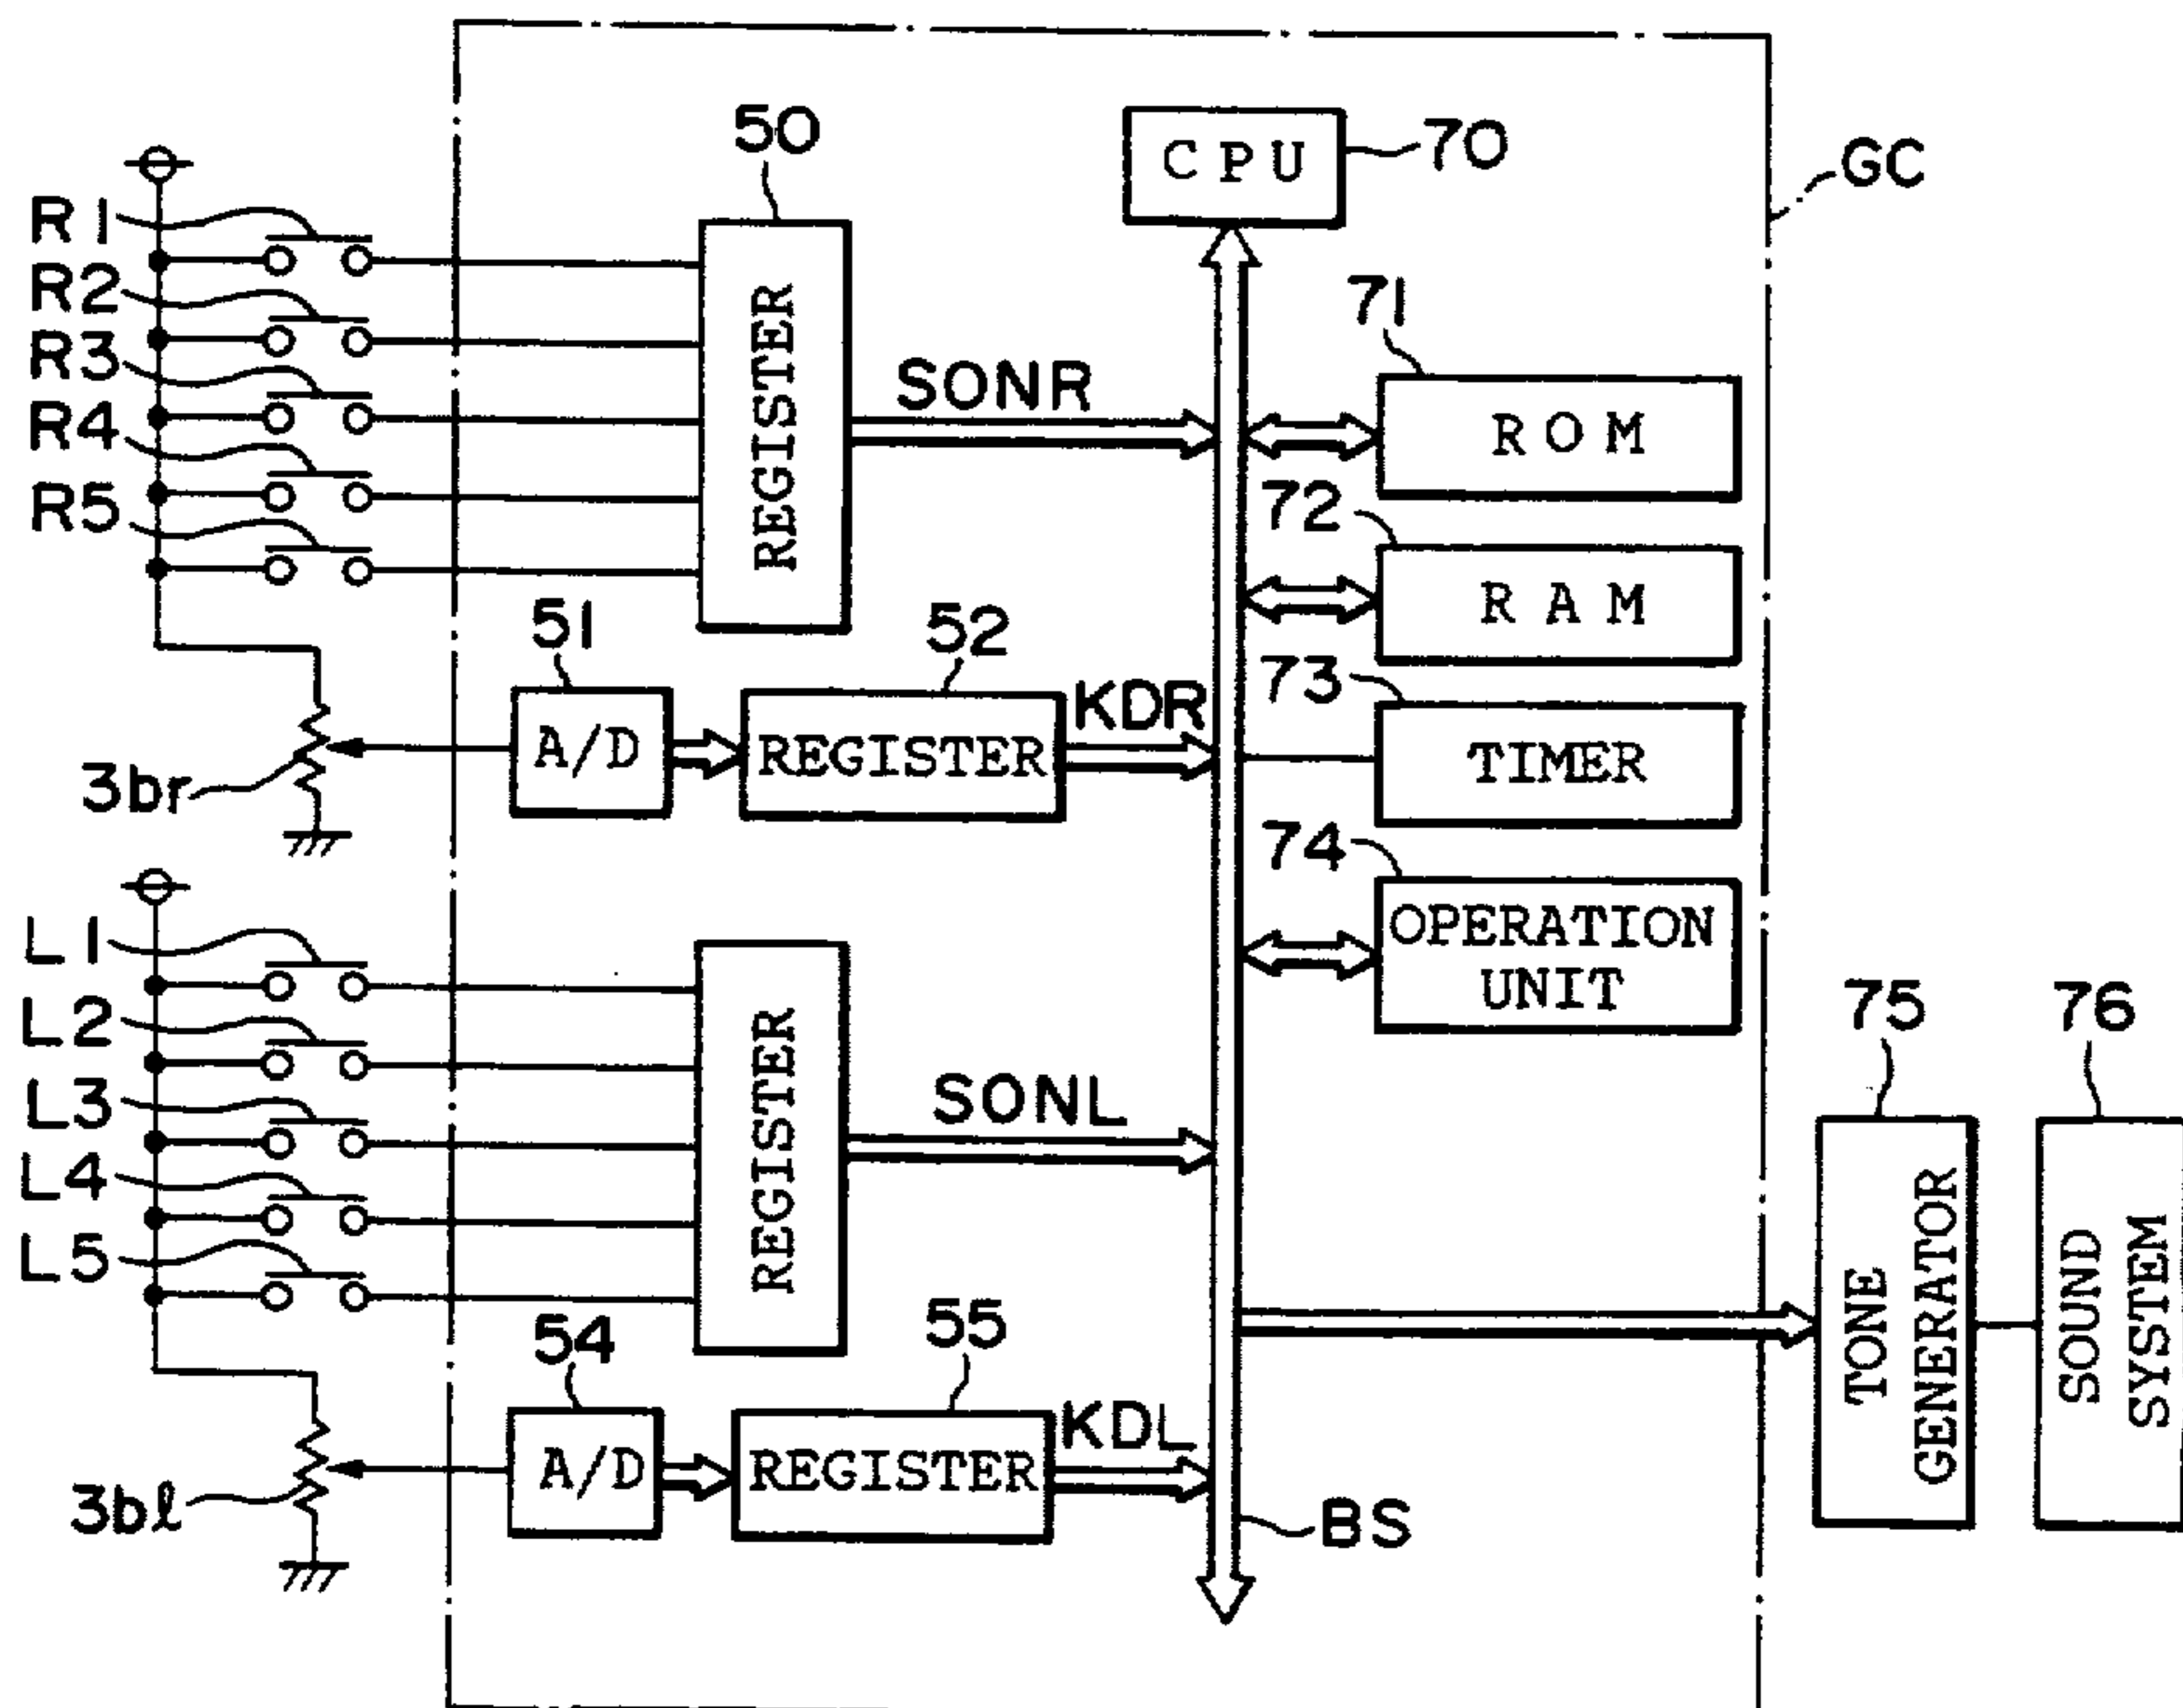 50
CPU
70
GC
R1
R2
R3
R4
R5
REGISTER
SONR
71
ROM
72
RAM
51
52
A/D
REGISTER
KDR
73
TIMER
3br
74
OPERATION
UNIT
L1
L2
L3
L4
L5
REGISTER
SONL
75
76
TONE
GENERATOR
SOUND
SYSTEM
54
55
A/D
REGISTER
KDL
3bl
BS